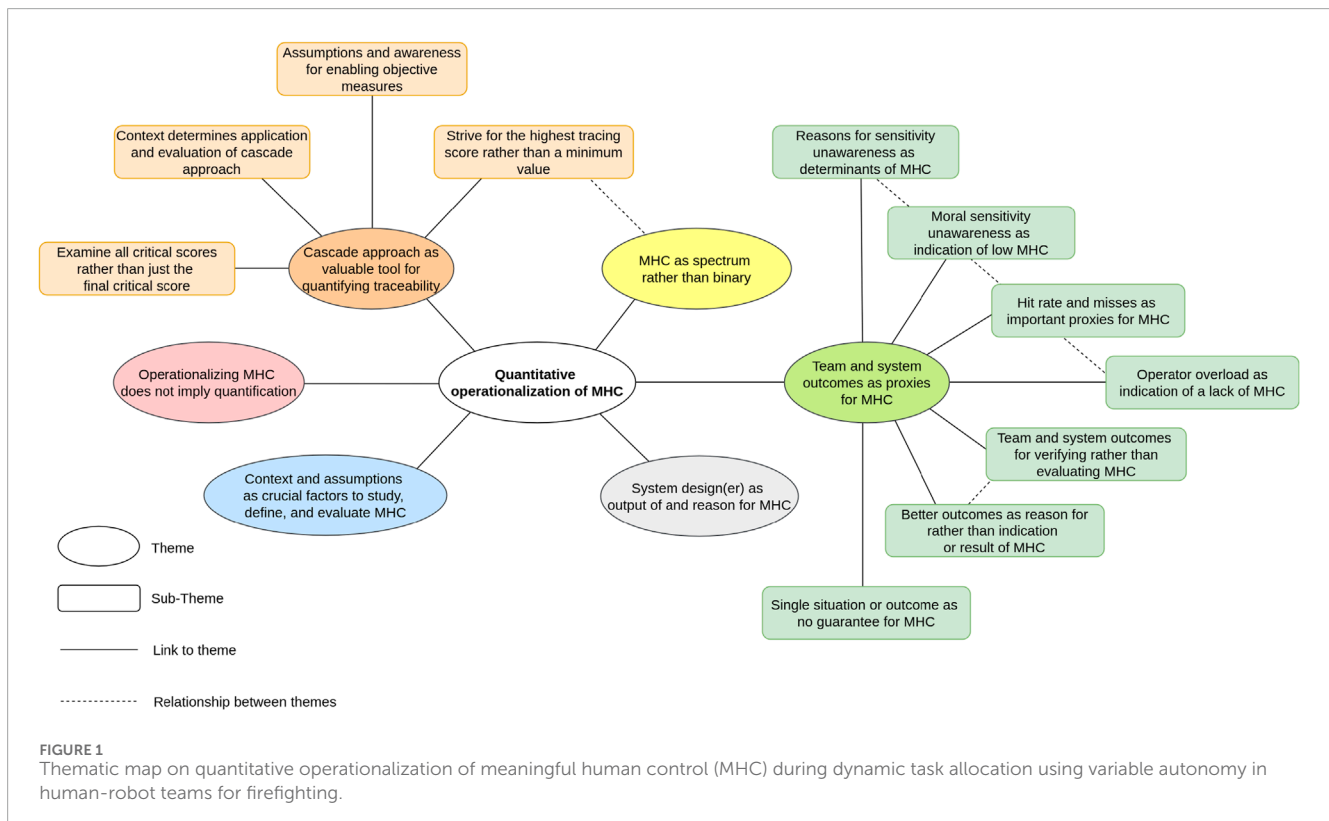 Assumptions and awareness
for enabling objective
measures
Context determines application
and evaluation of cascade
approach
Strive for the highest tracing
score rather than a minimum
value
Examine all critical scores
rather than just the
final critical score
Cascade approach as
valuable tool for
quantifying traceability
MHC as spectrum
rather than binary
Reasons for sensitivity
unawareness as
determinants of MHC
Moral sensitivity
unawareness as
indication of low MHC
Hit rate and misses as
important proxies for MHC
Operator overload as
indication of a lack of MHC
Operationalizing MHC
does not imply quantification
Quantitative
operationalization of MHC
Team and system
outcomes as proxies
for MHC
Context and assumptions
as crucial factors to study,
define, and evaluate MHC
System design(er) as
output of and reason for MHC
Team and system outcomes
for verifying rather than
evaluating MHC
Better outcomes as reason for
rather than indication
or result of MHC
Single situation or outcome as
no guarantee for MHC
Theme
Sub-Theme
Link to theme
Relationship between themes
FIGURE 1
Thematic map on quantitative operationalization of meaningful human control (MHC) during dynamic task allocation using variable autonomy in
human-robot teams for firefighting.